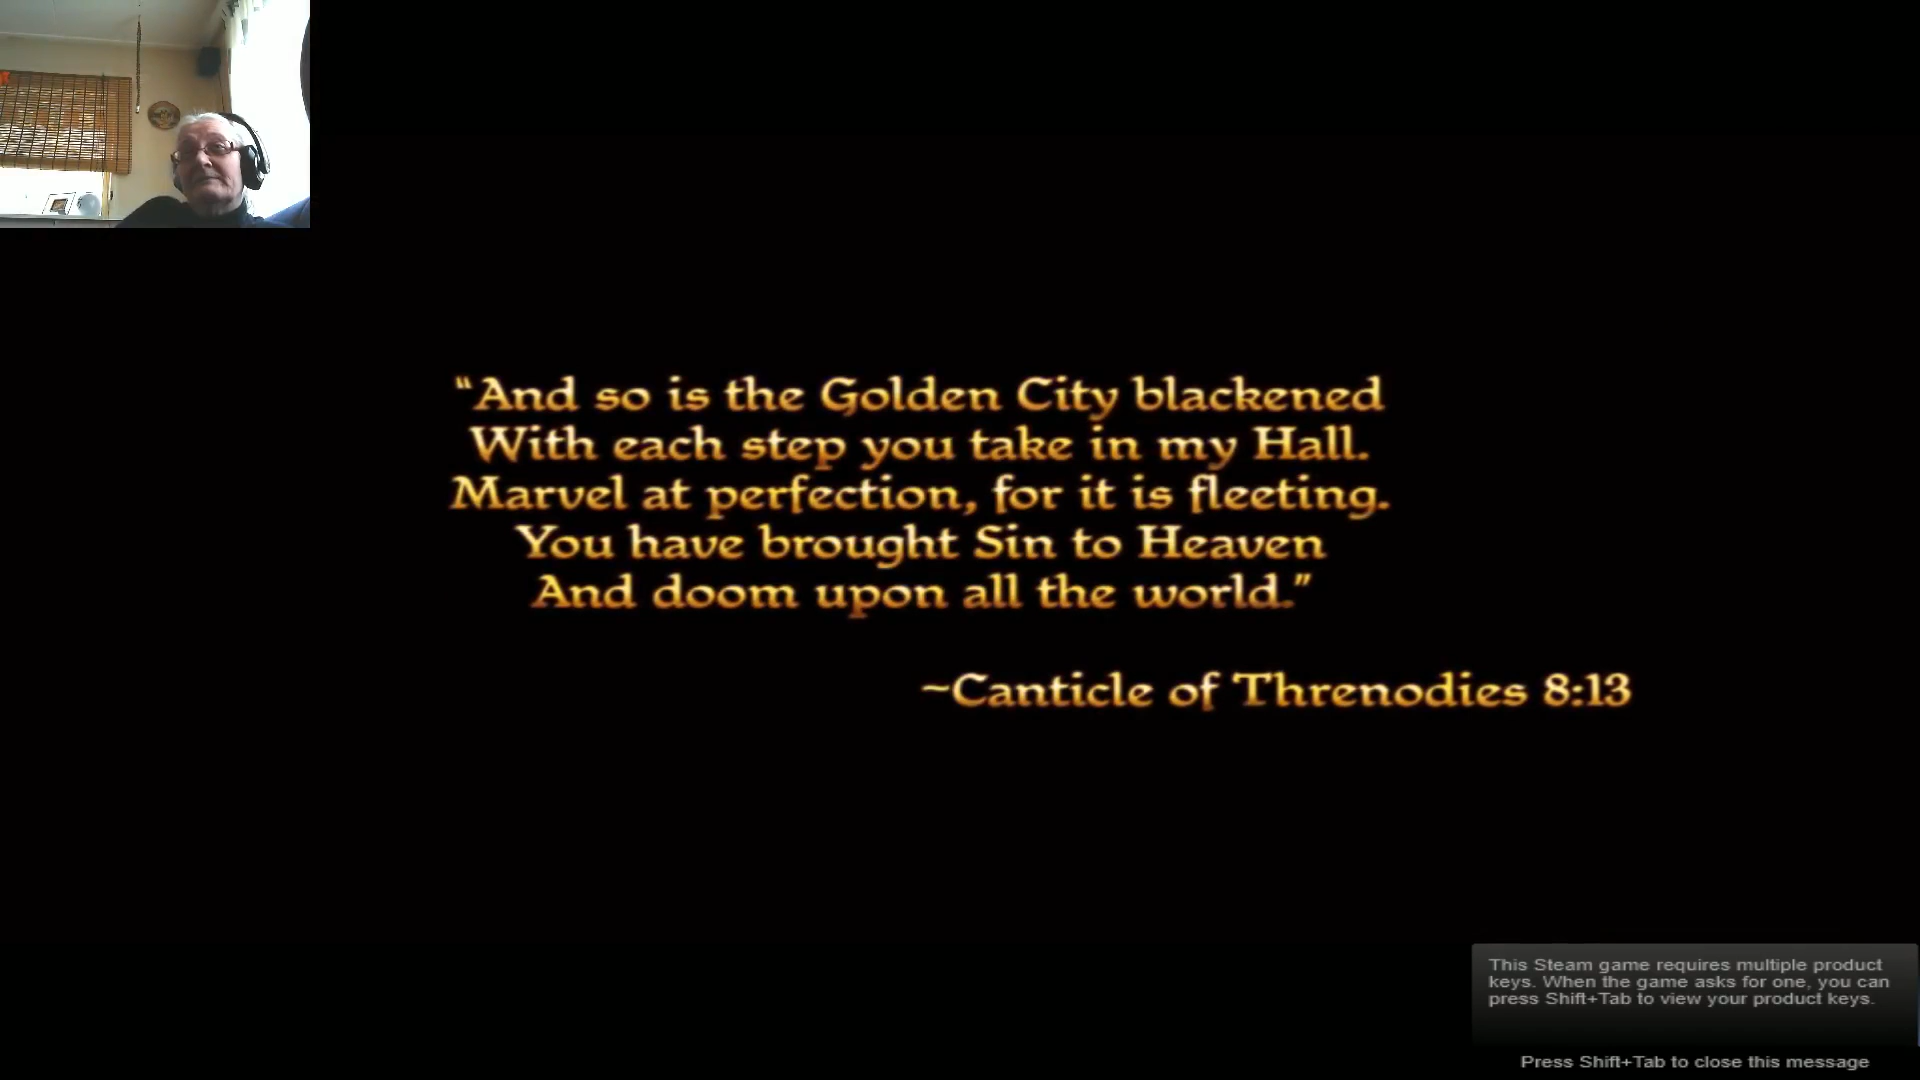 “And so is the Golden City blackened
With each step you take in my Hall.
Marvel at perfection, for it is fleeting.
You have brought Sin to Heaven
And doom upon all the world.”
~Canticle of Threnodies 8:13
This Steam game requires multiple product
keys. When the game asks for one, you can
press Shift+Tab to view your product keys.
Press Shift+Tab to close this message